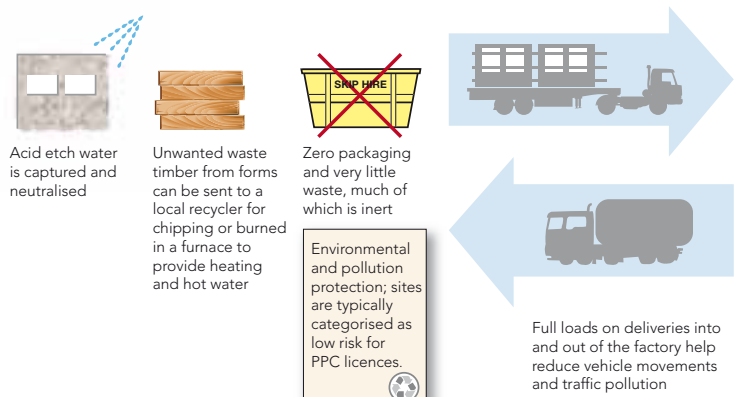 Acid etch water
is captured and
neutralised
Unwanted waste
timber from forms
can be sent to a
local recycler for
chipping or burned
in a furnace to
provide heating
and hot water
SKIP HIRE
Zero packaging
and very little
waste, much of
which is inert
Environmental
and pollution
protection; sites
are typically
categorised as
low risk for
PPC licences.
Full loads on deliveries into
and out of the factory help
reduce vehicle movements
and traffic pollution